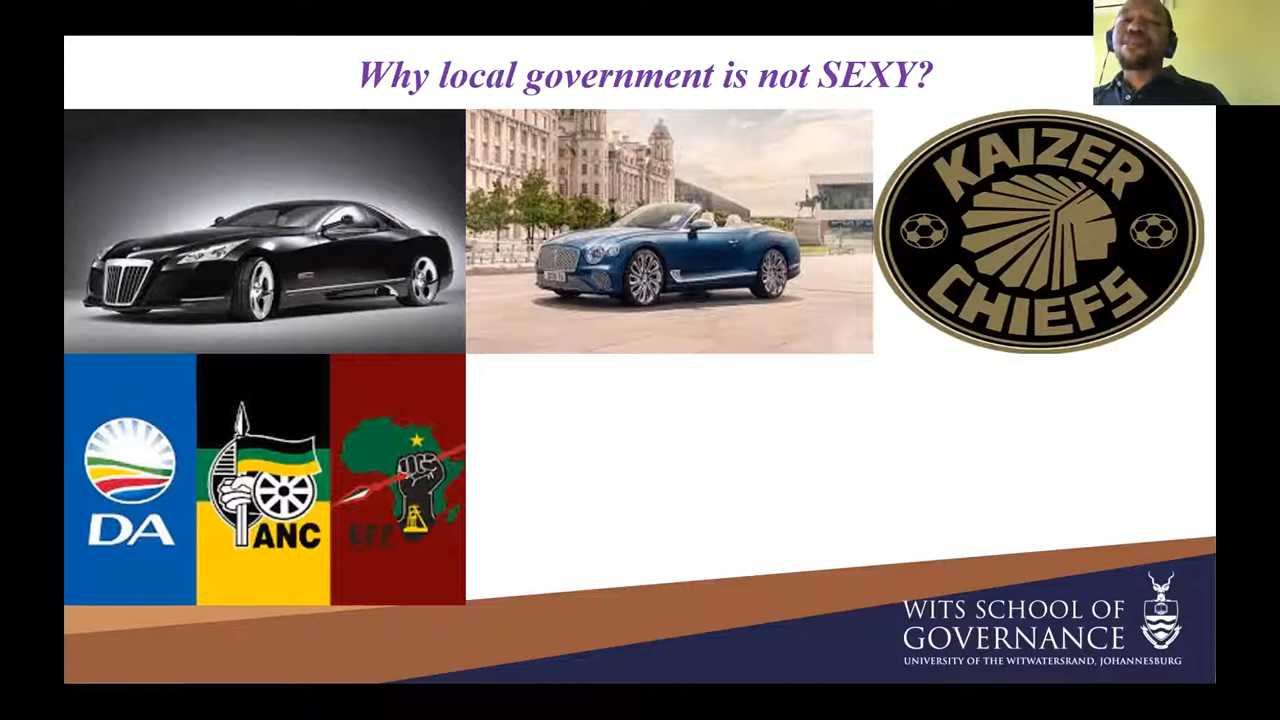 Why local government is not SEXY?
KAIZER
CHIEFS
DA
ANC
EFF
WITS SCHOOL OF
GOVERNANCE
UNIVERSITY OF THE WITWATERSRAND, JOHANNESBURG